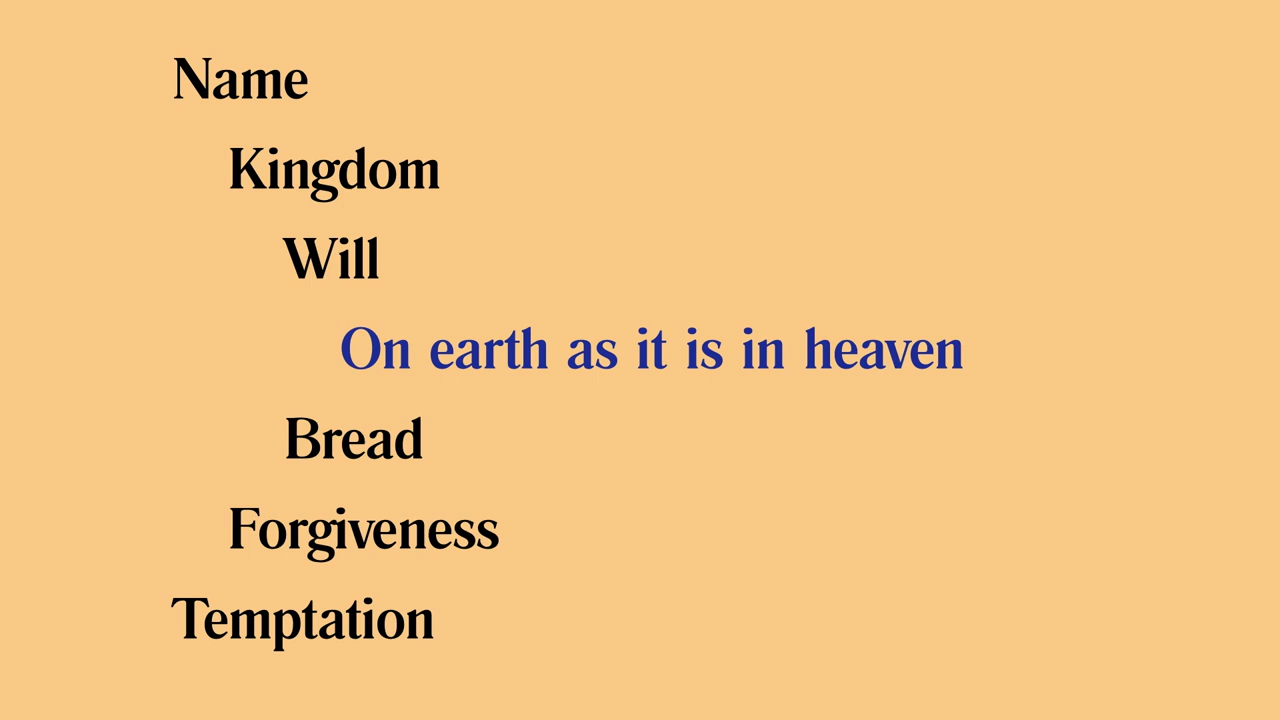 Name
Kingdom
Will
On earth as it is in heaven
Bread
Forgiveness
Temptation